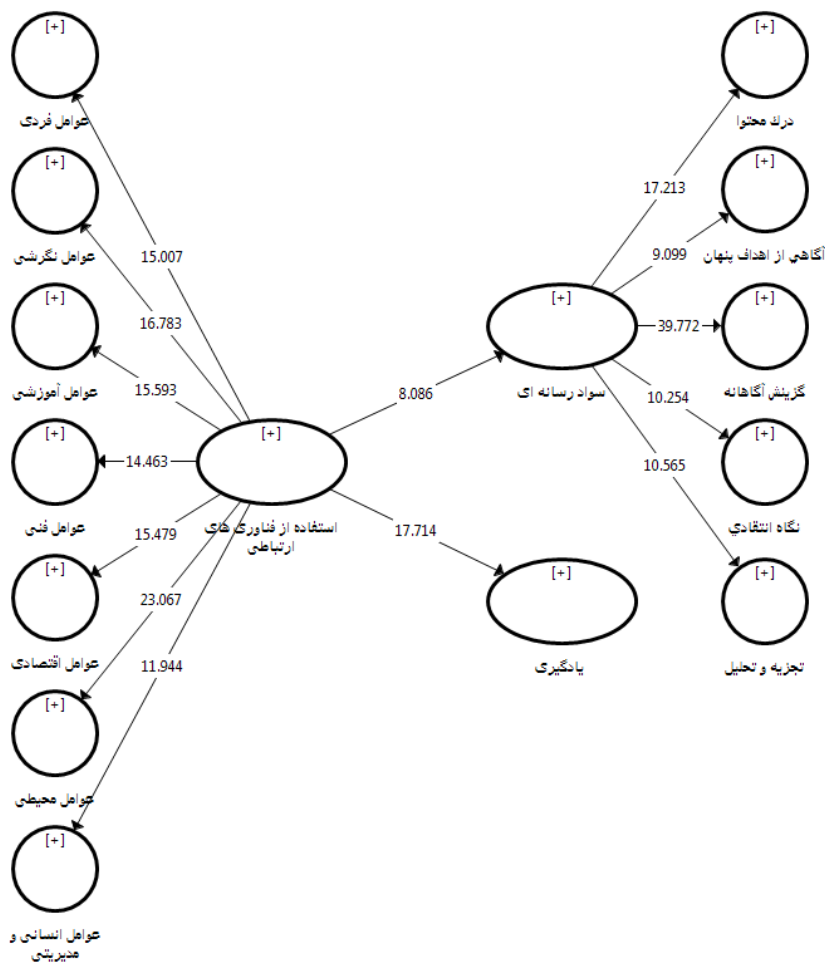 [+]
عوامل فردی
[+]
عوامل نگرشی
[+]
عوامل آموزشی
[+]
عوامل فنی
[+]
عوامل اقتصادی
[+]
عوامل محیطی
[+]
عوامل انسانی و
مدیریتی
15.007
16.783
15.593
14.463
15.479
23.067
11.944
[+]
استفاده از فناوری های
ارتباطی
8.086
17.714
[+]
سواد رسانه ای
[+]
یادگیری
17.213
9.099
39.772
10.254
10.565
[+]
درك محتوا
[+]
آگاهي از اهداف پنهان
[+]
گزینش آگاهانه
[+]
نگاه انتقادي
[+]
تجزیه و تحلیل